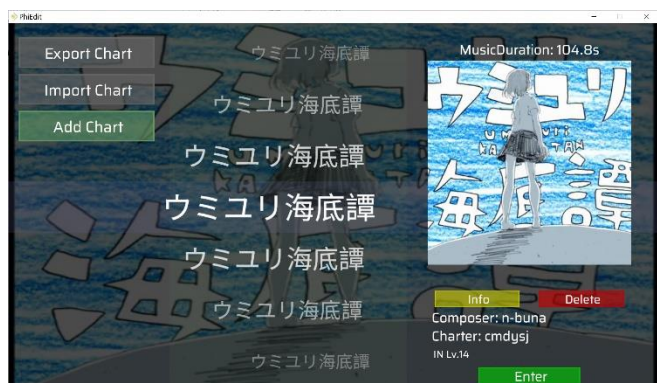 PhiEdit
Export Chart
Import Chart
Add Chart
ウミユリ海底譚
ウミユリ海底譚
ウミユリ海底譚
ウミユリ海底譚
ウミユリ海底譚
ウミユリ海底譚
ウミユリ海底譚
MusicDuration: 104.8s
ウミユリ
UMIYURI
KAITEITAN
海底譚
Info
Delete
Composer: n-buna
Charter: cmdysj
IN Lv.14
Enter